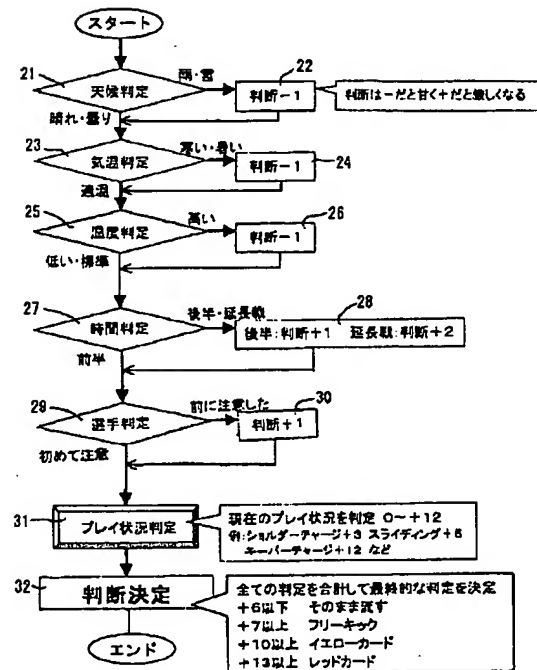 スタート
21
天候判定
雨・雪
22
判断－1
判断は－だと甘く＋だと厳しくなる
晴れ・曇り
23
気温判定
寒い・暑い
判断－1
24
適温
25
湿度判定
高い
26
判断－1
低い・標準
27
時間判定
後半・延長戦
28
後半:判断＋1 延長戦:判断＋2
前半
29
選手判定
前に注意した
30
判断＋1
初めて注意
31
プレイ状況判定
現在のプレイ状況を判定 0～＋12
例:ショルダーチャージ＋3 スライディング＋6
キーパーチャージ＋12 など
32
判断決定
全ての判定を合計して最終的な判定を決定
＋6以下 そのまま流す
＋7以上 フリーキック
＋10以上 イエローカード
＋13以上 レッドカード
エンド